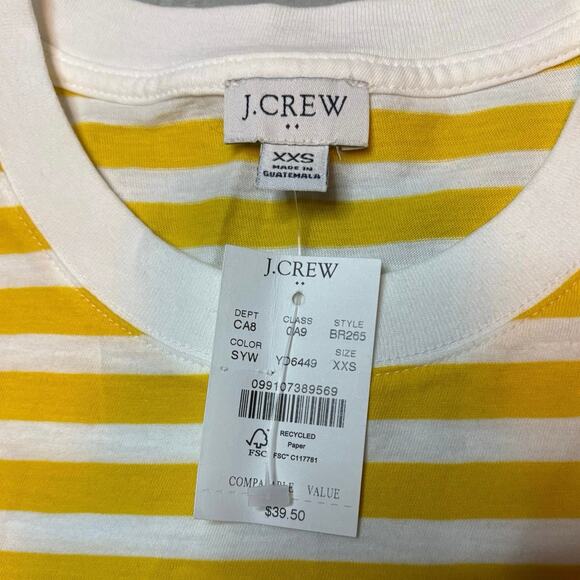 J.CREW
XXS
MADE IN
GUATEMALA
J.CREW
DEPT CLASS STYLE
CA8 0A9 BR265
COLOR SIZE
SYW YD6449 XXS
099107389569
FSC
RECYCLED
Paper
FSC™ C117781
VALUE
$39.50